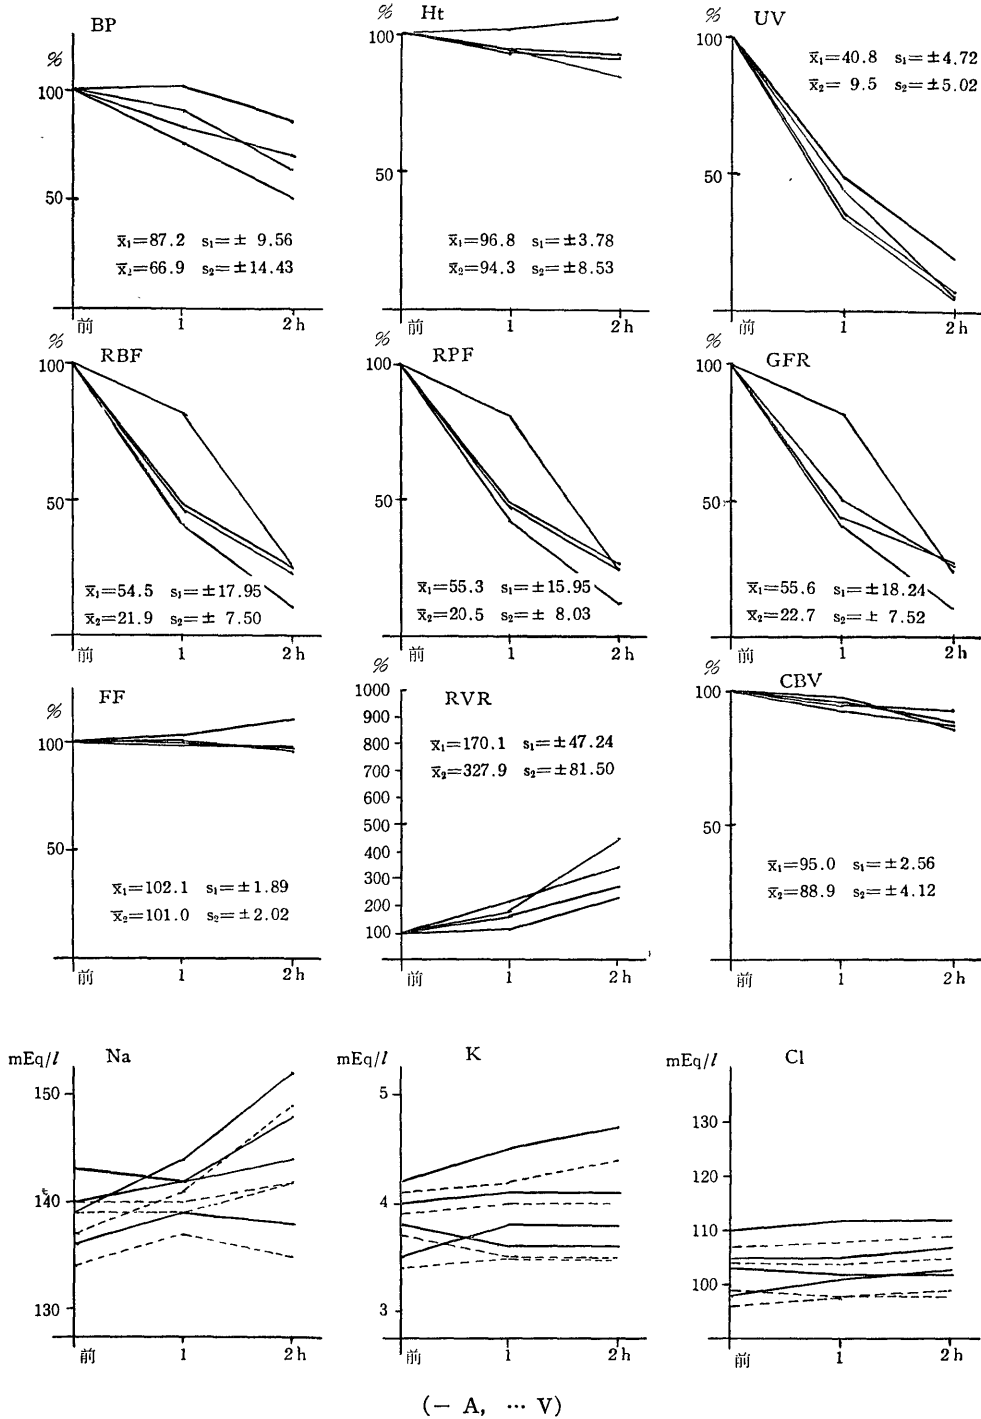 BP
%
100
50
x̄₁=87.2 s₁=± 9.56
x̄₂=66.9 s₂=±14.43
前 1 2h
Ht
%
100
50
x̄₁=96.8 s₁=±3.78
x̄₂=94.3 s₂=±8.53
前 1 2h
UV
%
100
50
x̄₁=40.8 s₁=±4.72
x̄₂= 9.5 s₂=±5.02
前 1 2h
RBF
%
100
50
x̄₁=54.5 s₁=±17.95
x̄₂=21.9 s₂=± 7.50
前 1 2h
RPF
%
100
50
x̄₁=55.3 s₁=±15.95
x̄₂=20.5 s₂=± 8.03
前 1 2h
GFR
%
100
50
x̄₁=55.6 s₁=±18.24
x̄₂=22.7 s₂=± 7.52
前 1 2h
FF
%
100
50
x̄₁=102.1 s₁=±1.89
x̄₂=101.0 s₂=±2.02
前 1 2h
RVR
%
1000
900
800
700
600
500
400
300
200
100
x̄₁=170.1 s₁=±47.24
x̄₂=327.9 s₂=±81.50
前 1 2h
CBV
%
100
50
x̄₁=95.0 s₁=±2.56
x̄₂=88.9 s₂=±4.12
前 1 2h
Na
mEq/l
150
140
130
前 1 2h
K
mEq/l
5
4
3
前 1 2h
Cl
mEq/l
130
120
110
100
前 1 2h
(— A, … V)